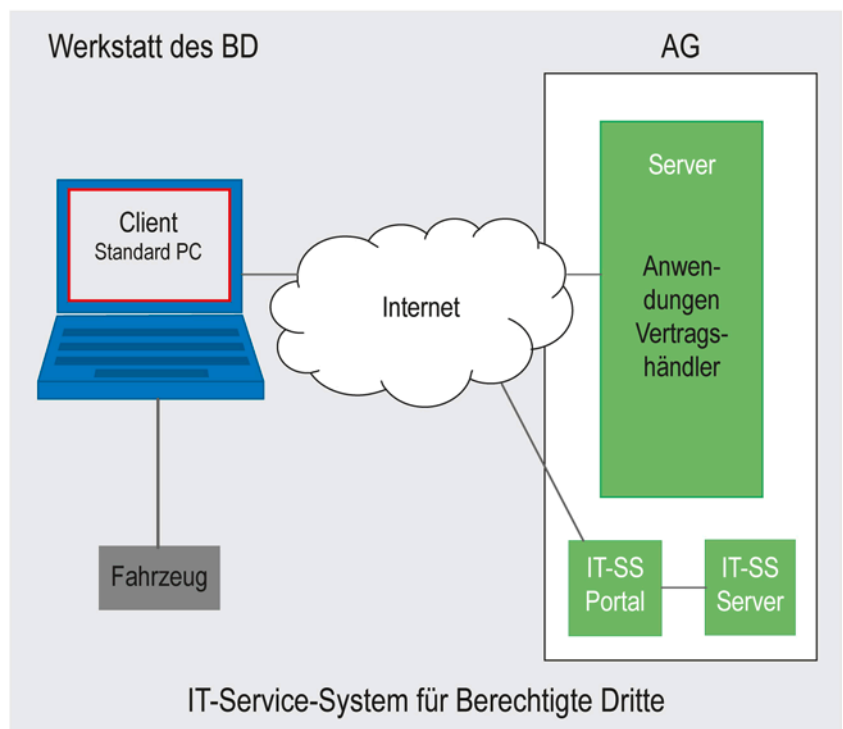 Werkstatt des BD
AG
Client
Standard PC
Internet
Server
Anwen-
dungen
Vertrags-
händler
Fahrzeug
IT-SS
Portal
IT-SS
Server
IT-Service-System für Berechtigte Dritte